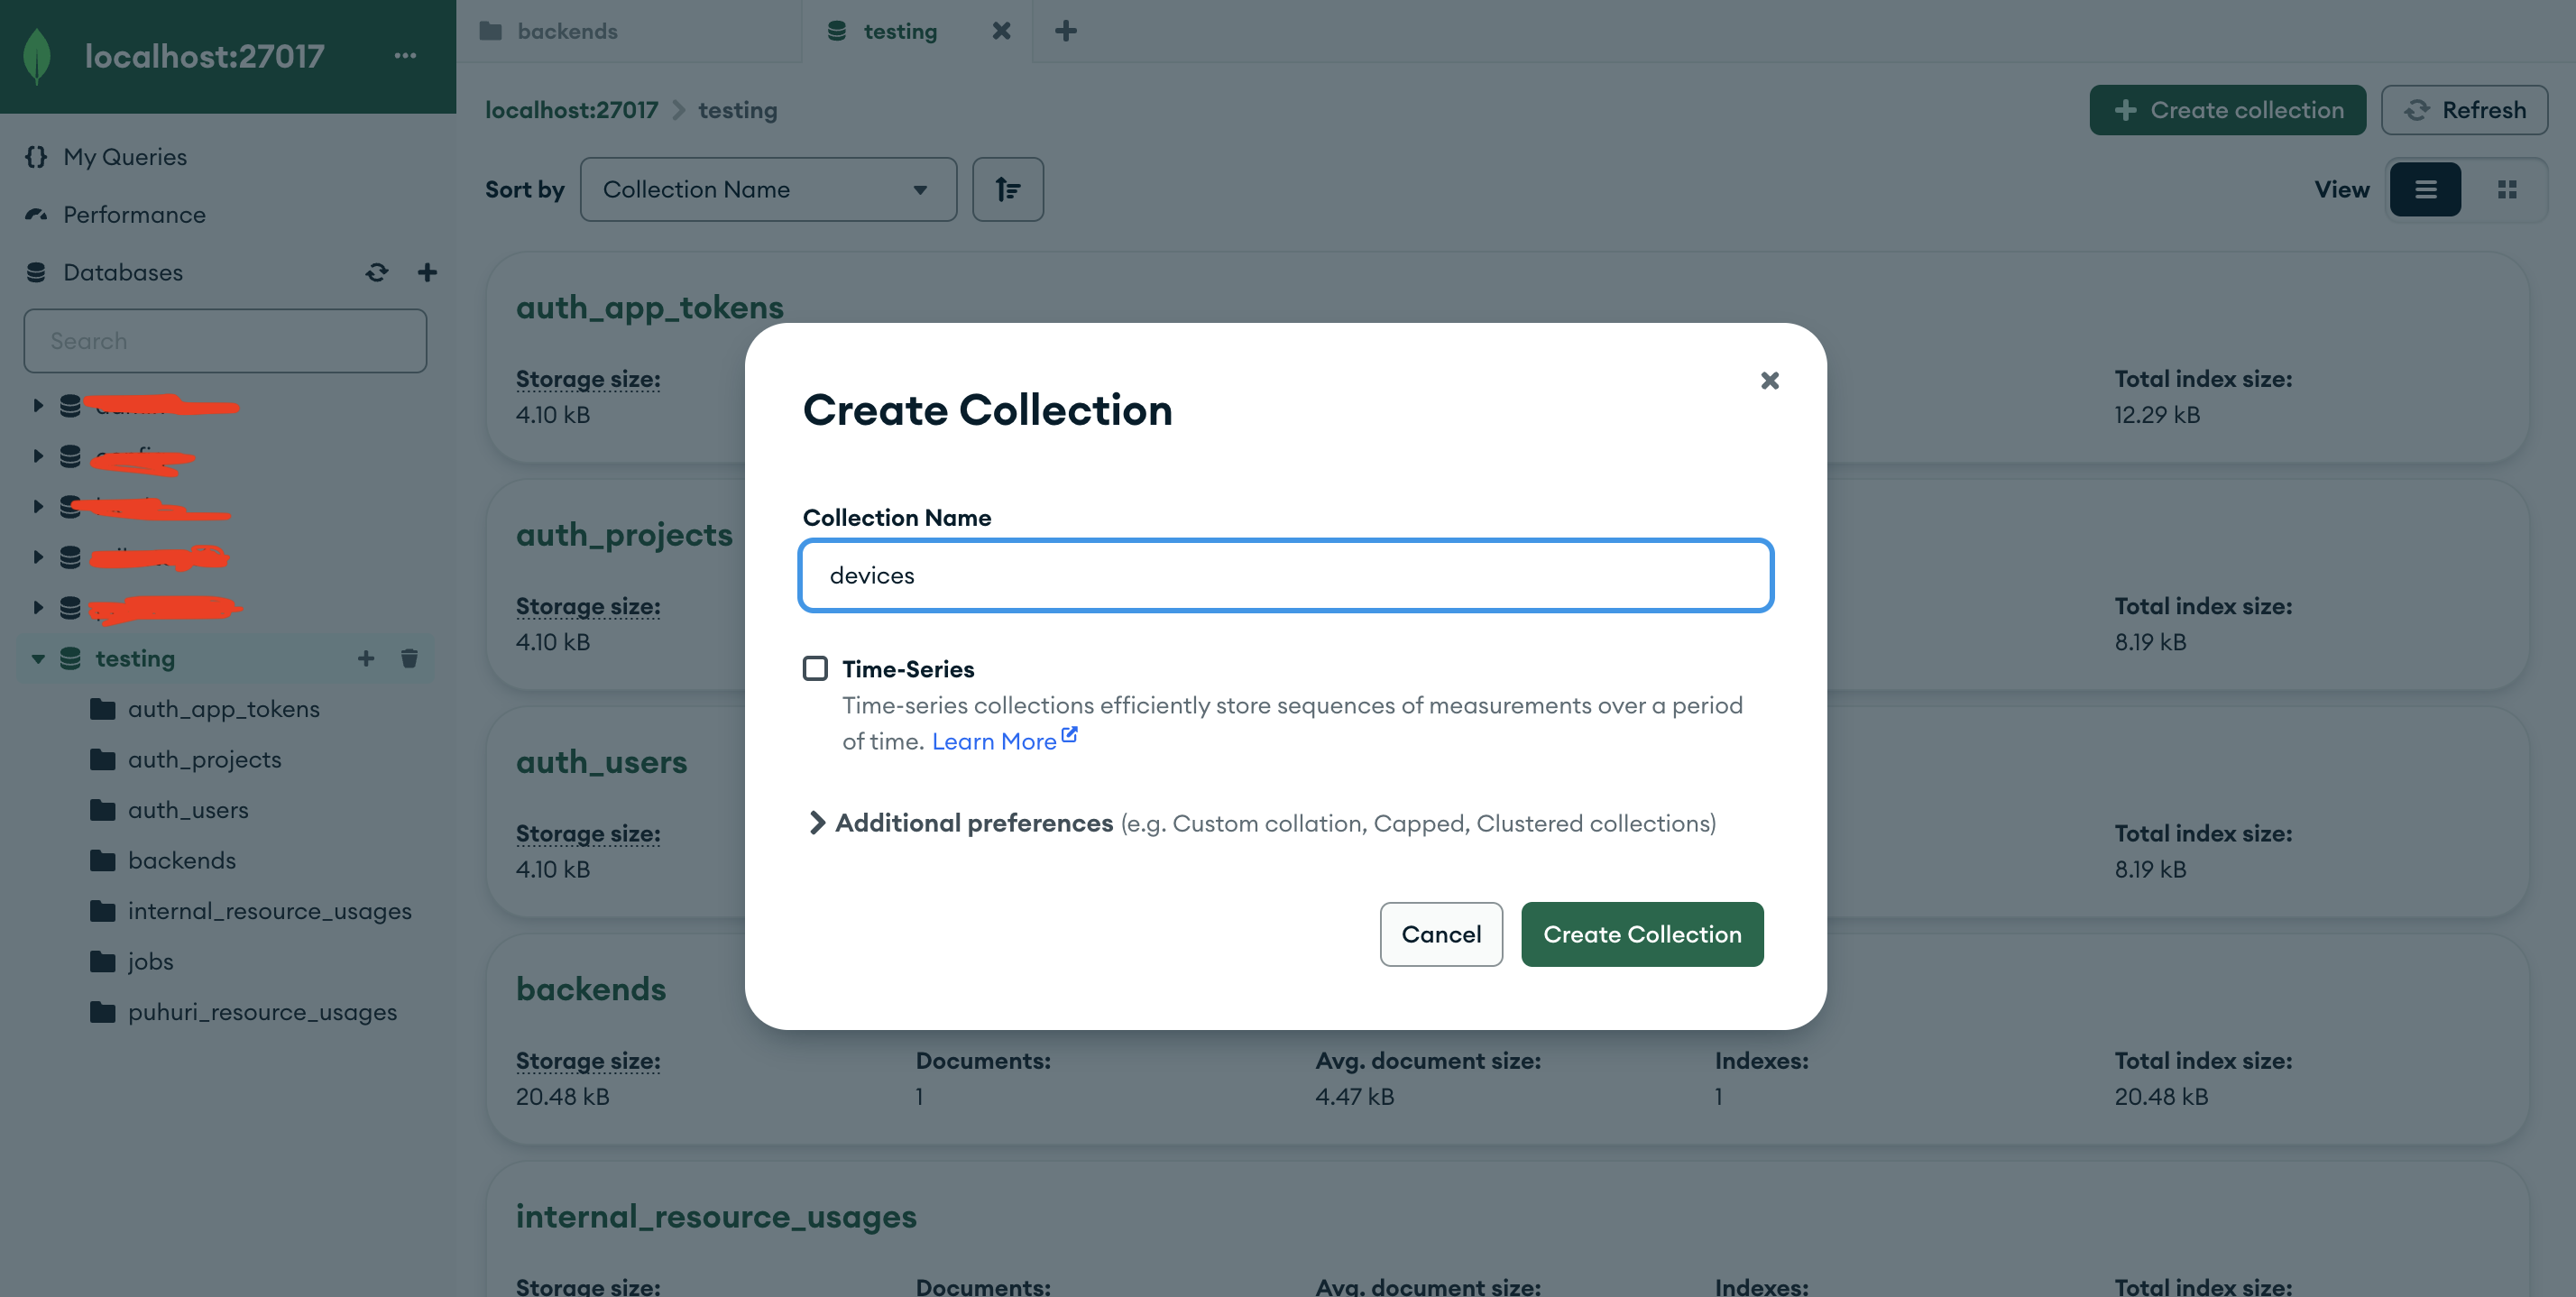 localhost:27017
My Queries
Performance
Databases
Search
testing
auth_app_tokens
auth_projects
auth_users
backends
internal_resource_usages
jobs
puhuri_resource_usages
backends
testing
localhost:27017 testing
Create collection
Refresh
Sort by Collection Name
View
auth_app_tokens
Storage size:
4.10 kB
Total index size:
12.29 kB
auth_projects
Storage size:
4.10 kB
Total index size:
8.19 kB
auth_users
Storage size:
4.10 kB
Total index size:
8.19 kB
backends
Storage size: Documents: Avg. document size: Indexes: Total index size:
20.48 kB 1 4.47 kB 1 20.48 kB
internal_resource_usages
Storage size: Documents: Avg. document size: Indexes: Total index size:
Create Collection
Collection Name
devices
Time-Series
Time-series collections efficiently store sequences of measurements over a period
of time. Learn More
Additional preferences (e.g. Custom collation, Capped, Clustered collections)
Cancel
Create Collection